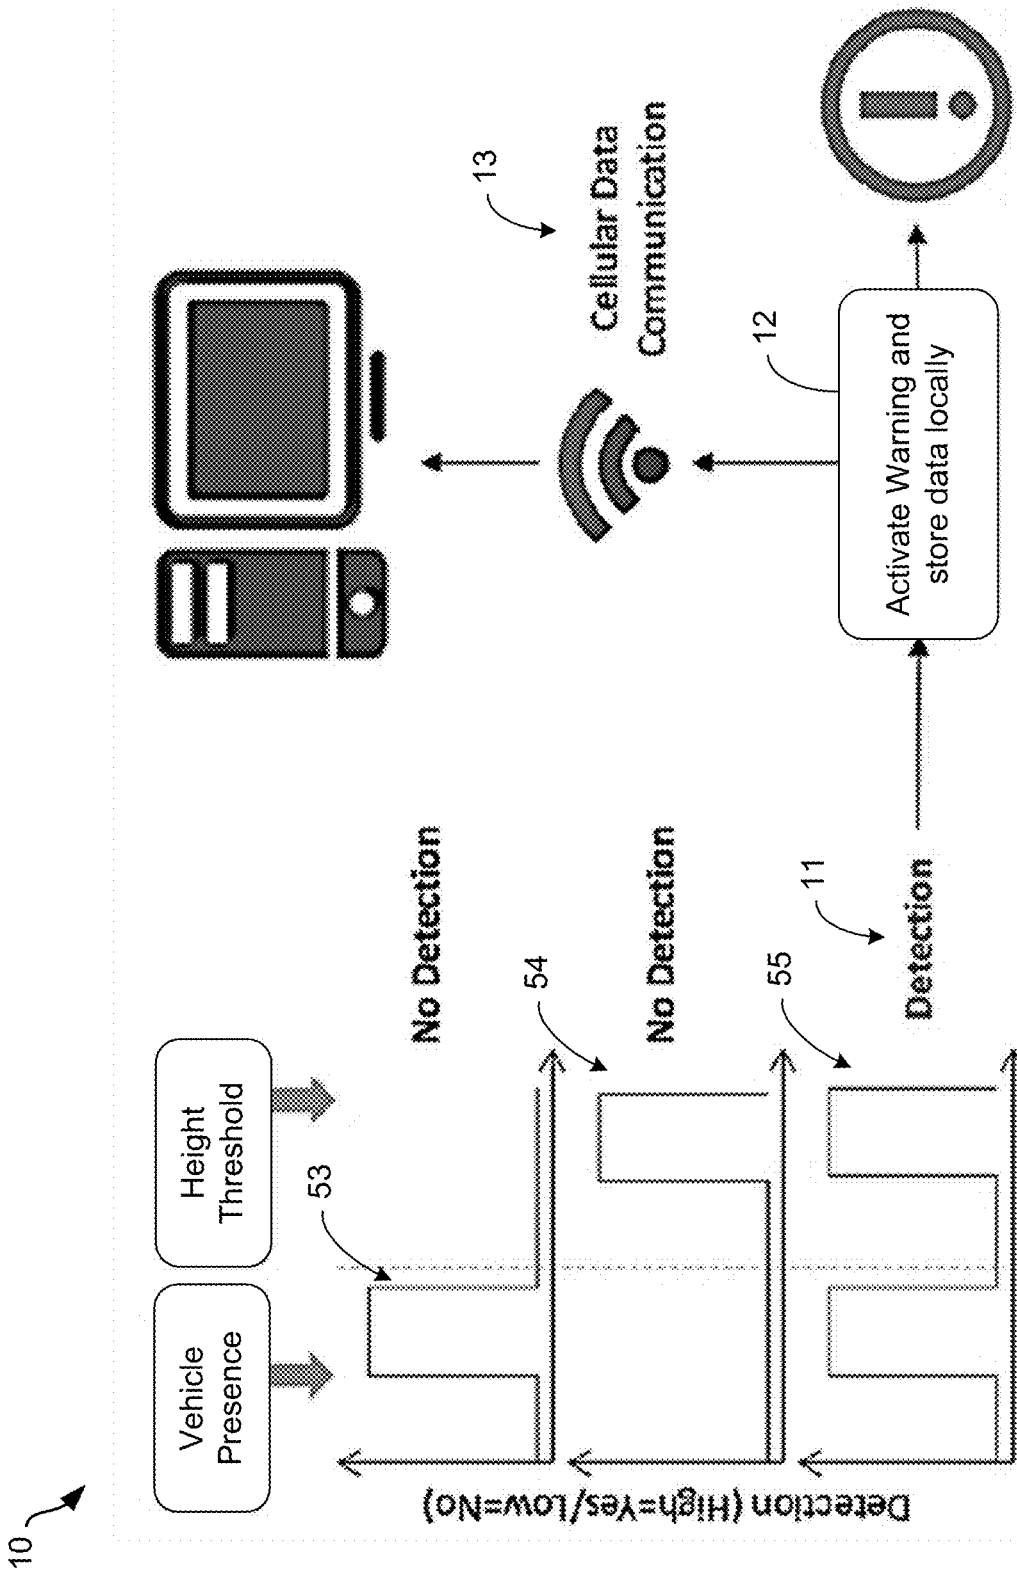 10
Vehicle
Presence
Height
Threshold
Detection (High=Yes/Low=No)
53
No Detection
54
No Detection
55
Detection
11
Activate Warning and
store data locally
12
Cellular Data
Communication
13